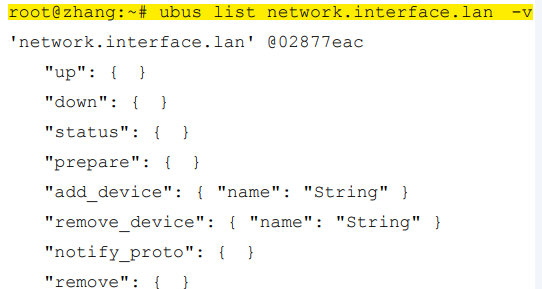 root@zhang:~# ubus list network.interface.lan -v
'network.interface.lan' @02877eac
"up": { }
"down": { }
"status": { }
"prepare": { }
"add_device": { "name": "String" }
"remove_device": { "name": "String" }
"notify_proto": { }
"remove": { }